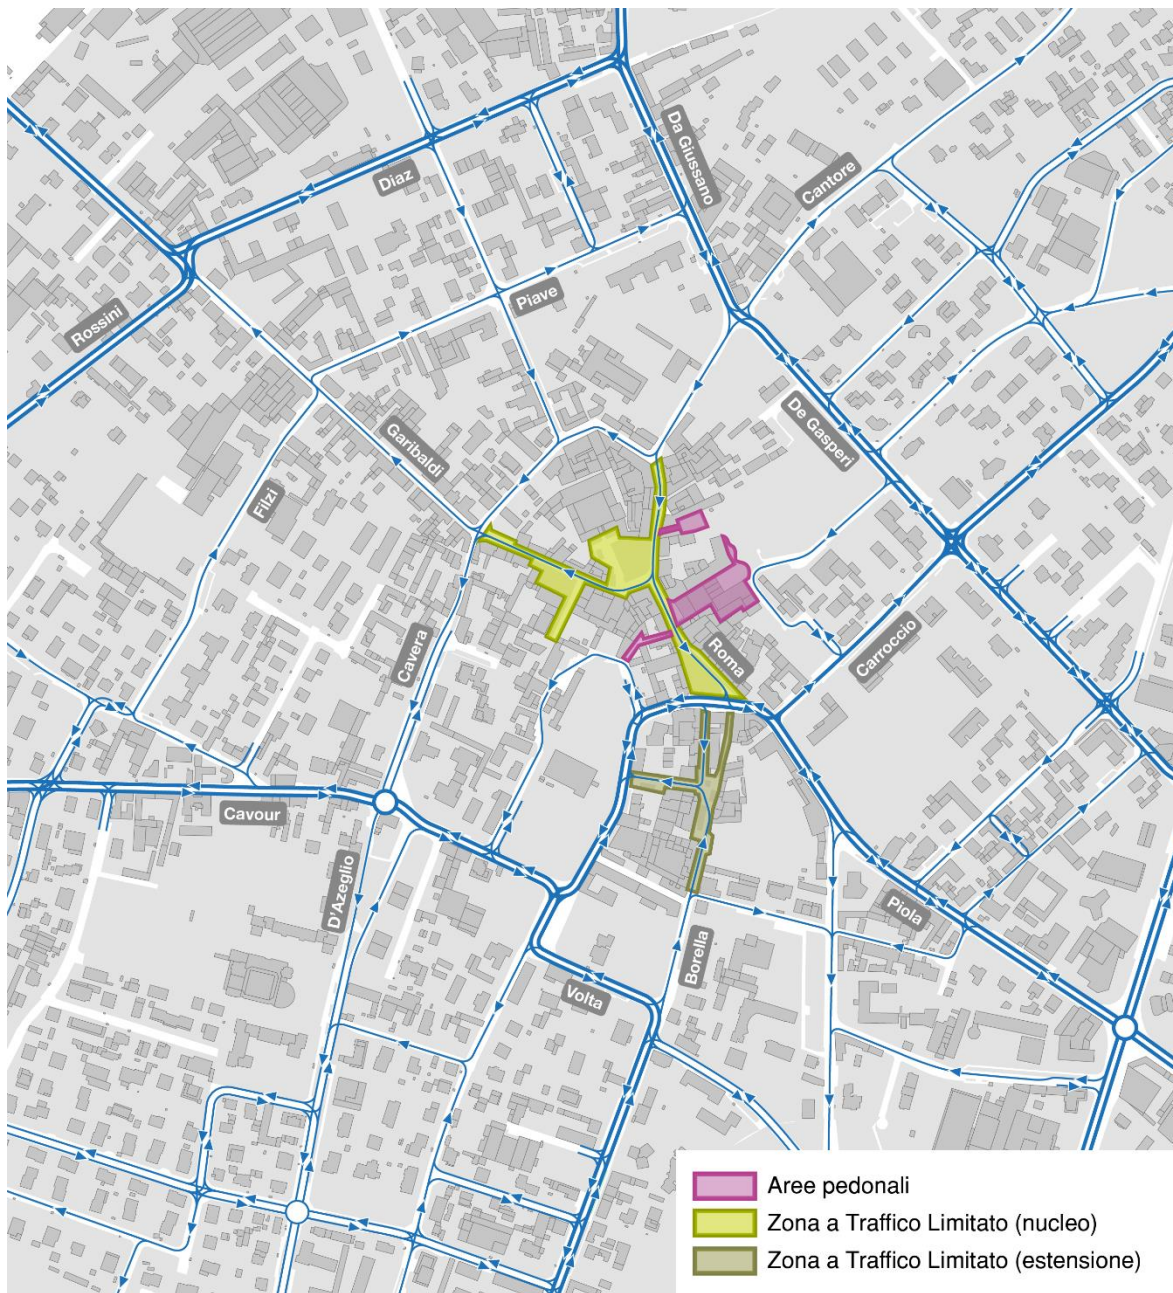 Da Giussano
Diaz
Cantore
Piave
Rossini
De Gasperi
Garibaldi
Filzi
Roma
Carroccio
Cavera
Cavour
D'Azeglio
Piola
Borella
Volta
Aree pedonali
Zona a Traffico Limitato (nucleo)
Zona a Traffico Limitato (estensione)